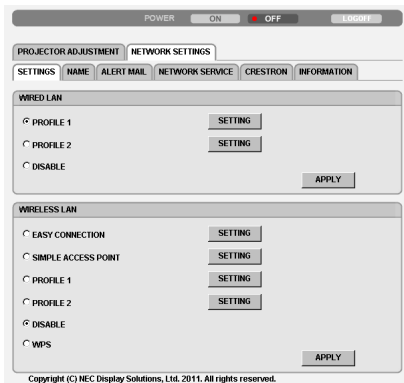 POWER ON OFF LOGOFF
PROJECTOR ADJUSTMENT NETWORK SETTINGS
SETTINGS NAME ALERT MAIL NETWORK SERVICE CRESTRON INFORMATION
WIRED LAN
PROFILE 1 SETTING
PROFILE 2 SETTING
DISABLE
APPLY
WIRELESS LAN
EASY CONNECTION SETTING
SIMPLE ACCESS POINT SETTING
PROFILE 1 SETTING
PROFILE 2 SETTING
DISABLE
WPS
APPLY
Copyright (C) NEC Display Solutions, Ltd. 2011. All rights reserved.